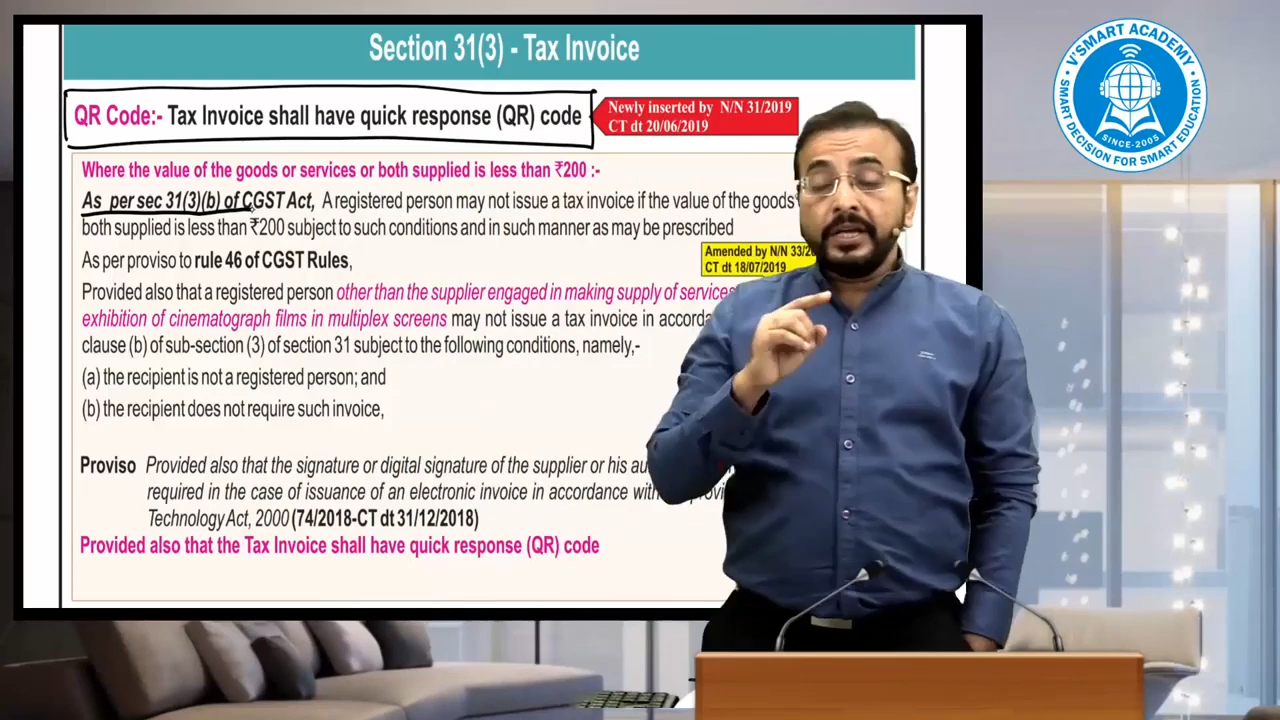 Section 31(3) - Tax Invoice
QR Code:- Tax Invoice shall have quick response (QR) code
Newly inserted by N/N 31/2019
CT dt 20/06/2019
Where the value of the goods or services or both supplied is less than ₹200 :-
As per sec 31(3)(b) of CGST Act, A registered person may not issue a tax invoice if the value of the goods
both supplied is less than ₹200 subject to such conditions and in such manner as may be prescribed
As per proviso to rule 46 of CGST Rules,
Amended by N/N
CT dt 18/07/2019
Provided also that a registered person other than the supplier engaged in making supply of services
exhibition of cinematograph films in multiplex screens may not issue a tax invoice in
clause (b) of sub-section (3) of section 31 subject to the following conditions, namely,-
(a) the recipient is not a registered person; and
(b) the recipient does not require such invoice,
Proviso Provided also that the signature or digital signature of the supplier or his
required in the case of issuance of an electronic invoice in accordance
Technology Act, 2000 (74/2018-CT dt 31/12/2018)
Provided also that the Tax Invoice shall have quick response (QR) code
V'SMART ACADEMY
SMART DECISION FOR SMART EDUCATION
SINCE-2005